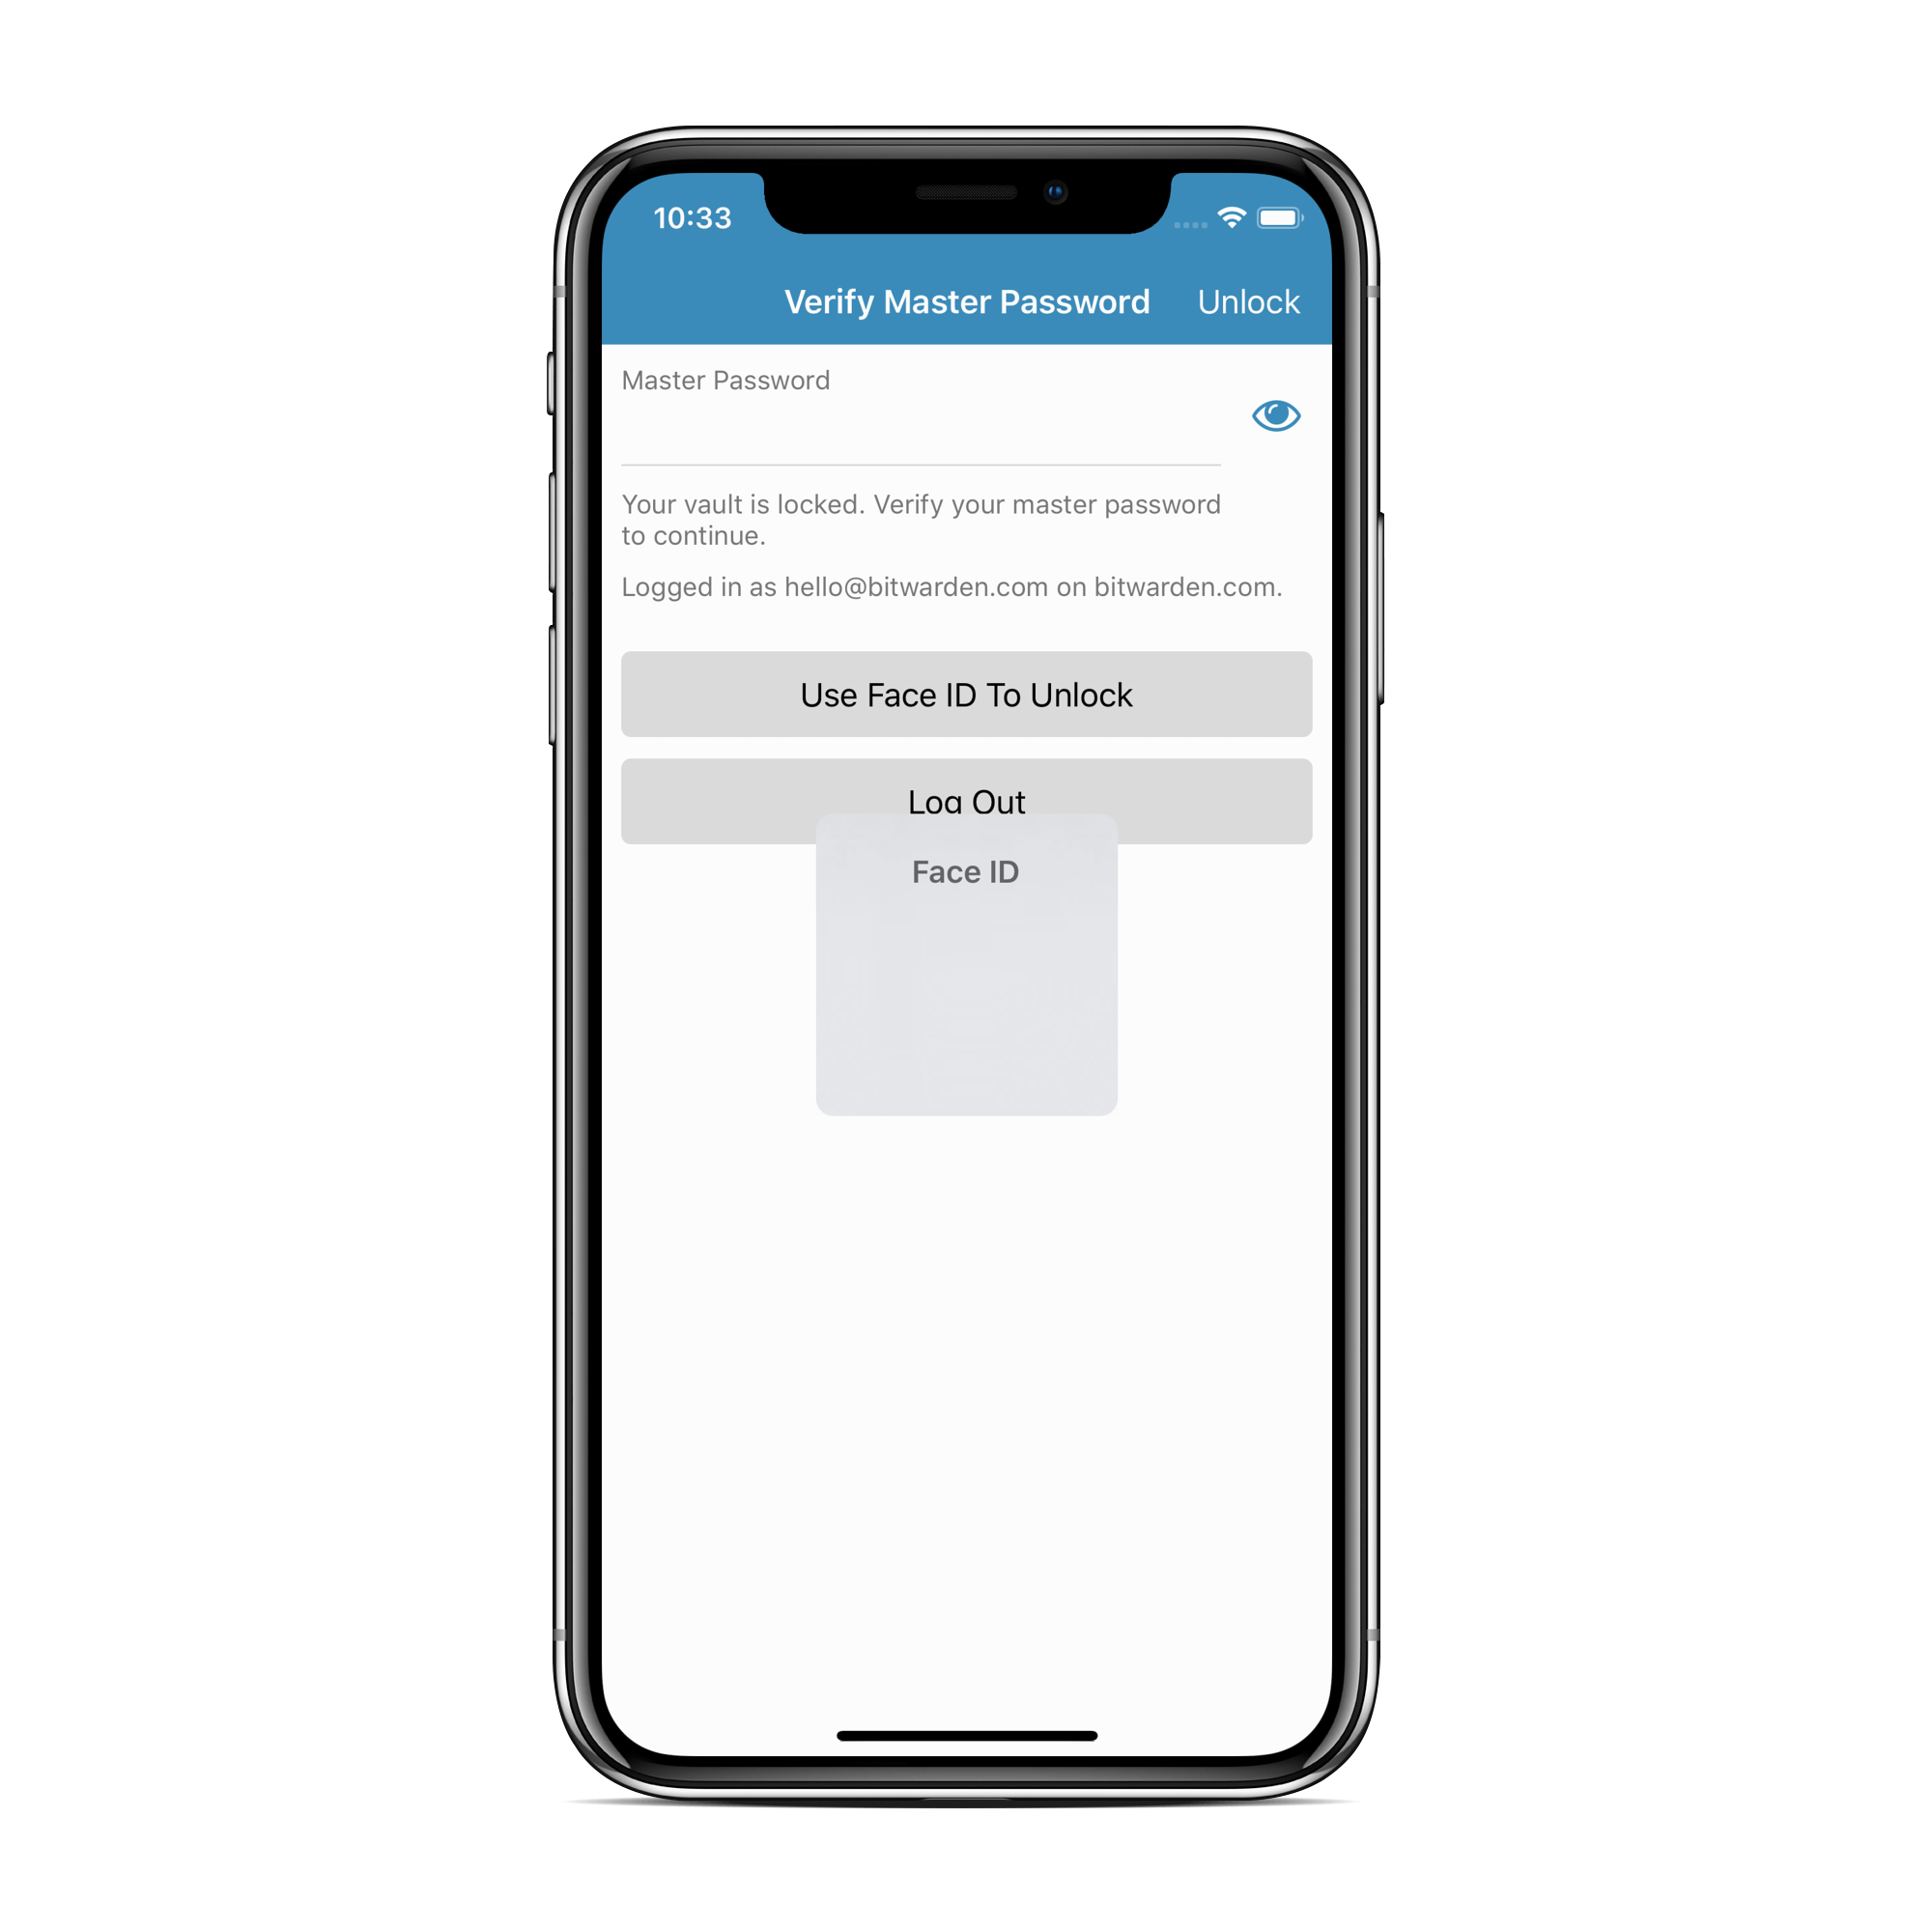 10:33
Verify Master Password
Unlock
Master Password
Your vault is locked. Verify your master password
to continue.
Logged in as hello@bitwarden.com on bitwarden.com.
Use Face ID To Unlock
Log Out
Face ID